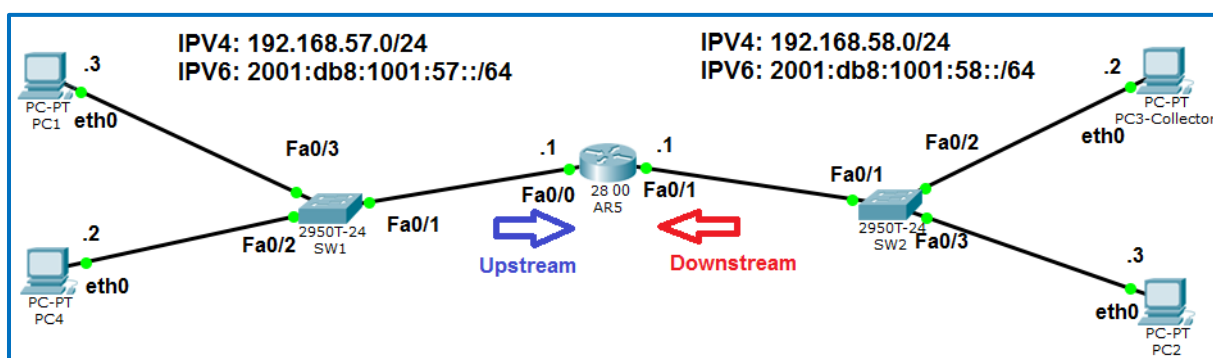 IPV4: 192.168.57.0/24
IPV6: 2001:db8:1001:57::/64
IPV4: 192.168.58.0/24
IPV6: 2001:db8:1001:58::/64
.3
PC-PT
PC1
eth0
Fa0/3
.2
PC-PT
PC4
eth0
Fa0/2
2950T-24
SW1
Fa0/1
.1
Fa0/0
28 00
AR5
.1
Fa0/1
Upstream
Downstream
Fa0/1
2950T-24
SW2
Fa0/2
.2
PC-PT
PC3-Collector
eth0
Fa0/3
.3
eth0
PC-PT
PC2